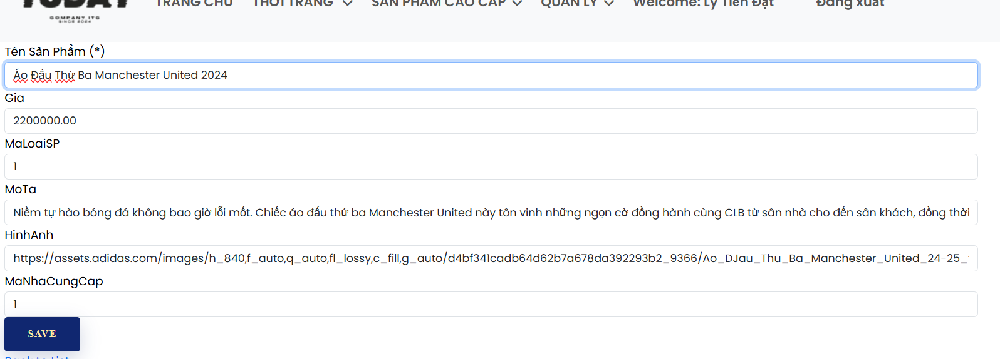 TODAY
TRANG CHỦ THỜI TRANG SẢN PHẨM CAO CẤP QUẢN LÝ Welcome: Lý Tiến Đạt Đăng xuất
COMPANY ITC
SINCE 2024
Tên Sản Phẩm (*)
Áo Đấu Thứ Ba Manchester United 2024
Gia
2200000.00
MaLoaiSP
1
MoTa
Niềm tự hào bóng đá không bao giờ lỗi mốt. Chiếc áo đấu thứ ba Manchester United này tôn vinh những ngọn cờ đồng hành cùng CLB từ sân nhà cho đến sân khách, đồng thời
HinhAnh
https://assets.adidas.com/images/h_840,f_auto,q_auto,fl_lossy,c_fill,g_auto/d4bf341cadb64d62b7a678da392293b2_9366/Ao_DJau_Thu_Ba_Manchester_United_24-25_
MaNhaCungCap
1
SAVE
Back to List